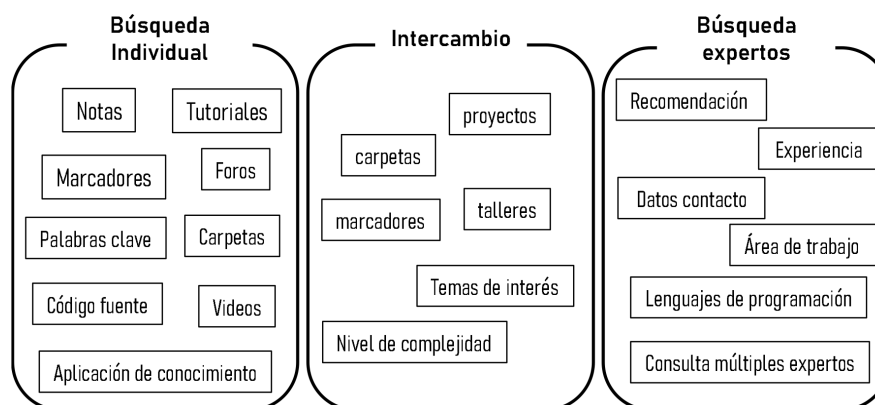 Búsqueda
Individual
Notas
Tutoriales
Marcadores
Foros
Palabras clave
Carpetas
Código fuente
Videos
Aplicación de conocimiento
Intercambio
proyectos
carpetas
marcadores
talleres
Temas de interés
Nivel de complejidad
Búsqueda
expertos
Recomendación
Experiencia
Datos contacto
Área de trabajo
Lenguajes de programación
Consulta múltiples expertos